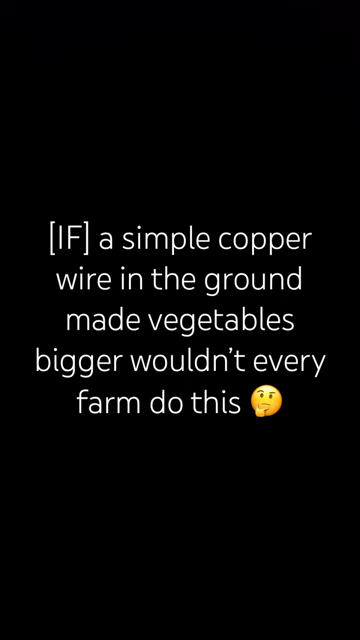 [IF] a simple copper
wire in the ground
made vegetables
bigger wouldn’t every
farm do this 🤔